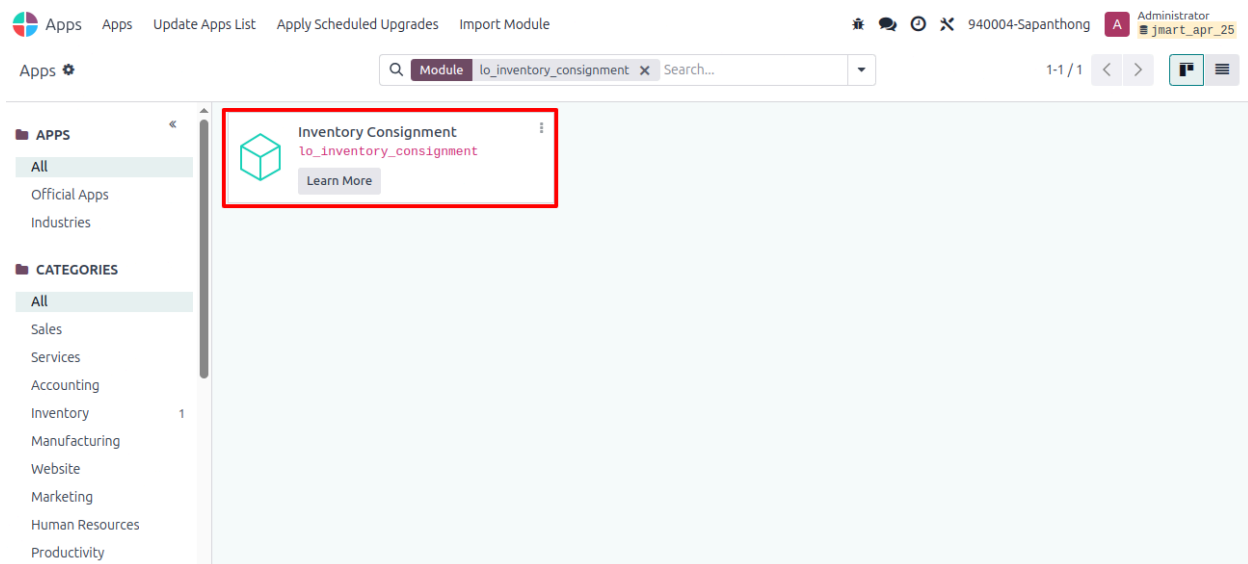 Apps Apps Update Apps List Apply Scheduled Upgrades Import Module 940004-Sapanthong A Administrator
jmart_apr_25
Apps Module lo_inventory_consignment x Search... 1-1 / 1
APPS
All
Official Apps
Industries
CATEGORIES
All
Sales
Services
Accounting
Inventory 1
Manufacturing
Website
Marketing
Human Resources
Productivity
Inventory Consignment
lo_inventory_consignment
Learn More